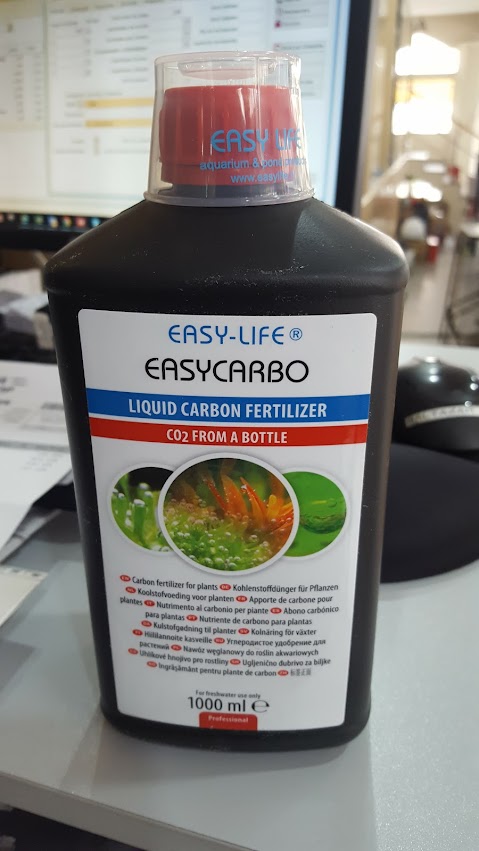 EASY LIFE
aquarium & pond
www.easylife
EASY-LIFE®
EASYCARBO
LIQUID CARBON FERTILIZER
CO2 FROM A BOTTLE
Carbon fertilizer for plants Kohlenstoffdünger für Pflanzen
Koolstofvoeding voor planten Apporte de carbone pour
plantes Nutrimento al carbonio per piante Abono carbónico
para plantas Nutriente de carbono para plantas
Kulstofgødning til planter Kolnäring för växter
Hiililannoite kasveille Углеродистое удобрение для
растений Nawóz węglanowy do roślin akwariowych
Uhlíkové hnojivo pro rostliny Ugljenično đubrivo za biljke
Îngrășământ pentru plante de carbon
For freshwater use only
1000 ml ℮
Professional